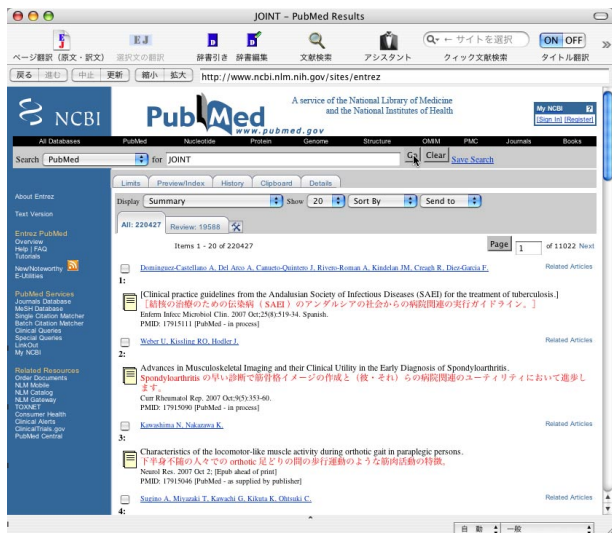 JOINT – PubMed Results
ページ翻訳(原文・訳文) 選択文の翻訳 辞書引き 辞書編集 文献検索 アシスタント クイック文献検索 タイトル翻訳
Q- ← サイトを選択 ON OFF »
戻る 進む 中止 更新 縮小 拡大 http://www.ncbi.nlm.nih.gov/sites/entrez
NCBI
PubMed
www.pubmed.gov
A service of the National Library of Medicine
and the National Institutes of Health
My NCBI
[Sign In] [Register]
All Databases PubMed Nucleotide Protein Genome Structure OMIM PMC Journals Books
Search PubMed for JOINT Go Clear Save Search
Limits Preview/Index History Clipboard Details
Display Summary Show 20 Sort By Send to
All: 220427 Review: 19588
Items 1 - 20 of 220427 Page 1 of 11022 Next
About Entrez
Text Version
Entrez PubMed
Overview
Help | FAQ
Tutorials
New/Noteworthy
E-Utilities
PubMed Services
Journals Database
MeSH Database
Single Citation Matcher
Batch Citation Matcher
Clinical Queries
Special Queries
LinkOut
My NCBI
Related Resources
Order Documents
NLM Mobile
NLM Catalog
NLM Gateway
TOXNET
Consumer Health
Clinical Alerts
ClinicalTrials.gov
PubMed Central
Dominguez-Castellano A, Del Arco A, Canueto-Quintero J, Rivero-Roman A, Kindelan JM, Creagh R, Diez-Garcia F. Related Articles
1:
[Clinical practice guidelines from the Andalusian Society of Infectious Diseases (SAEI) for the treatment of tuberculosis.]
[結核の治療のための伝染病(SAEI)のアンダルシアの社会からの病院関連の実行ガイドライン。]
Enferm Infecc Microbiol Clin. 2007 Oct;25(8):519-34. Spanish.
PMID: 17915111 [PubMed - in process]
Weber U, Kissling RO, Hodler J. Related Articles
2:
Advances in Musculoskeletal Imaging and their Clinical Utility in the Early Diagnosis of Spondyloarthritis.
Spondyloarthritis の早い診断で筋骨格イメージの作成と(彼・それ)らの病院関連のユーティリティにおいて進歩し
ます。
Curr Rheumatol Rep. 2007 Oct;9(5):353-60.
PMID: 17915090 [PubMed - in process]
Kawashima N, Nakazawa K. Related Articles
3:
Characteristics of the locomotor-like muscle activity during orthotic gait in paraplegic persons.
下半身不随の人々での orthotic 足どりの間の歩行運動のような筋肉活動の特徴。
Neurol Res. 2007 Oct 2; [Epub ahead of print]
PMID: 17915046 [PubMed - as supplied by publisher]
Sugino A, Miyazaki T, Kawachi G, Kikuta K, Ohtsuki C. Related Articles
4:
自動 一般